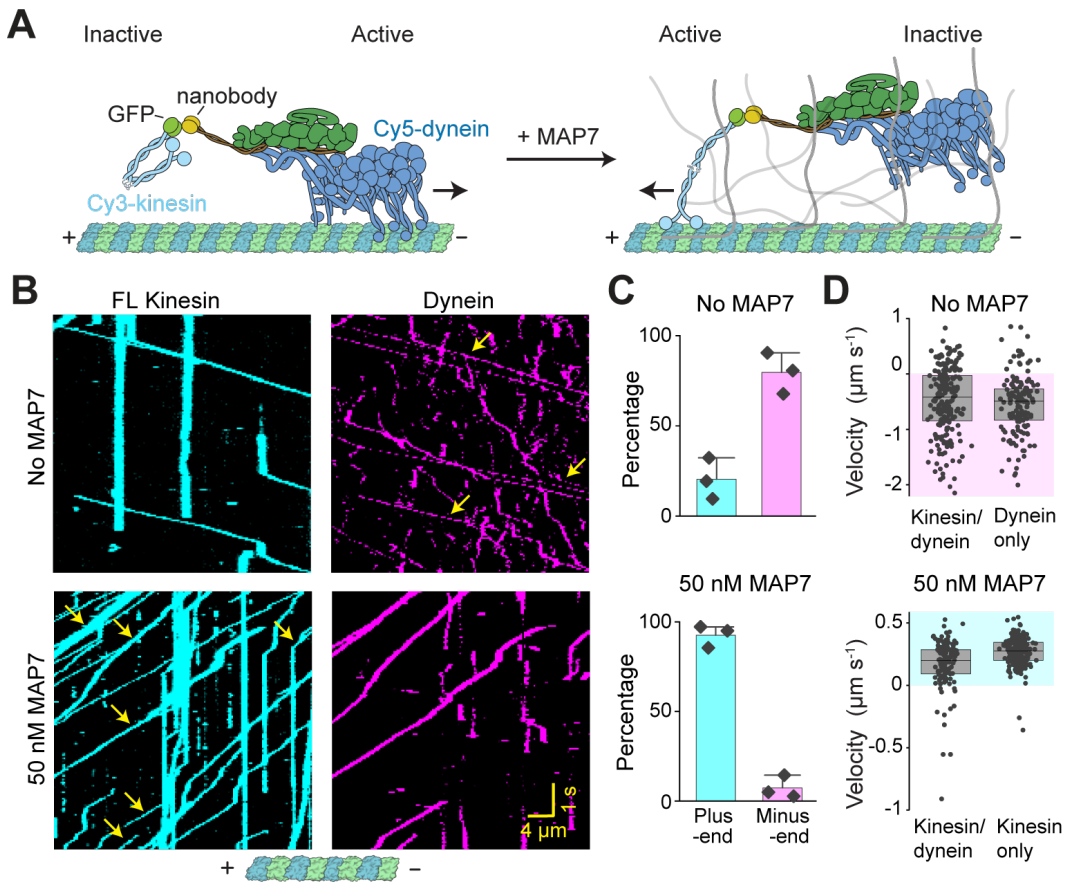 A
Inactive
Active
GFP
nanobody
Cy5-dynein
Cy3-kinesin
+
−
+ MAP7
Active
Inactive
+
−
B
FL Kinesin
Dynein
No MAP7
50 nM MAP7
1 s
4 µm
+
−
C
No MAP7
Percentage
100
50
0
50 nM MAP7
Percentage
100
50
0
Plus
-end
Minus
-end
D
No MAP7
Velocity (µm s⁻¹)
1
0
-1
-2
Kinesin/
dynein
Dynein
only
50 nM MAP7
Velocity (µm s⁻¹)
0.5
0
-0.5
-1
Kinesin/
dynein
Kinesin
only